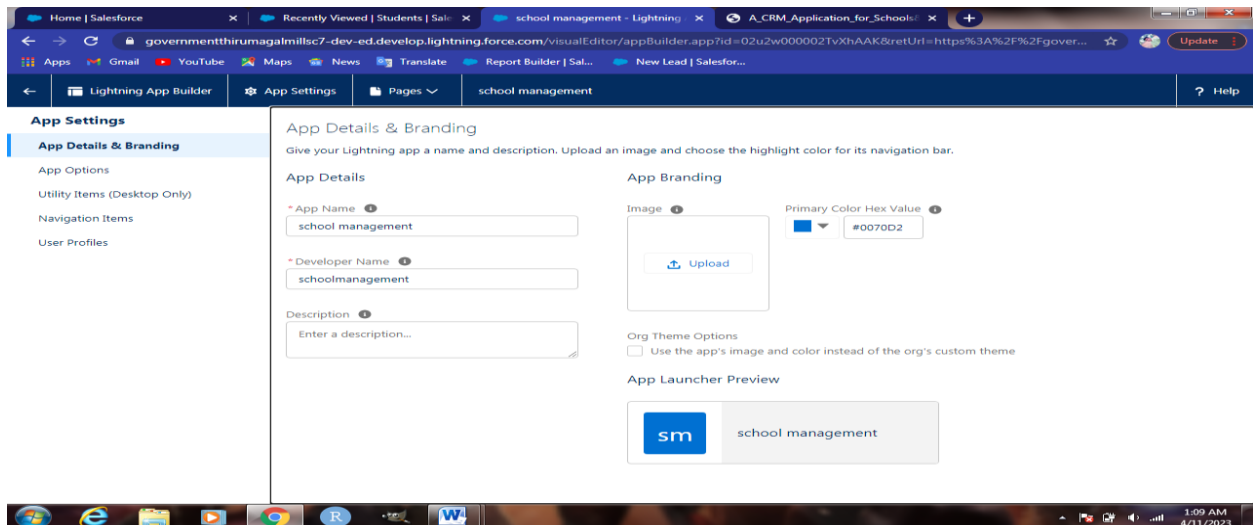 Home | Salesforce
Recently Viewed | Students | Sale
school management - Lightning
A_CRM_Application_for_Schools&
governmentthirumagalmillsc7-dev-ed.develop.lightning.force.com/visualEditor/appBuilder.app?id=02u2w000002TvXhAAK&retUrl=https%3A%2F%2Fgover...
Update
Apps Gmail YouTube Maps News Translate Report Builder | Sal... New Lead | Salesfor...
Lightning App Builder App Settings Pages school management ? Help
App Settings
App Details & Branding
App Options
Utility Items (Desktop Only)
Navigation Items
User Profiles
App Details & Branding
Give your Lightning app a name and description. Upload an image and choose the highlight color for its navigation bar.
App Details
*App Name
school management
*Developer Name
schoolmanagement
Description
Enter a description...
App Branding
Image
Upload
Primary Color Hex Value
#0070D2
Org Theme Options
Use the app's image and color instead of the org's custom theme
App Launcher Preview
sm
school management
R
W
1:09 AM
4/11/2023